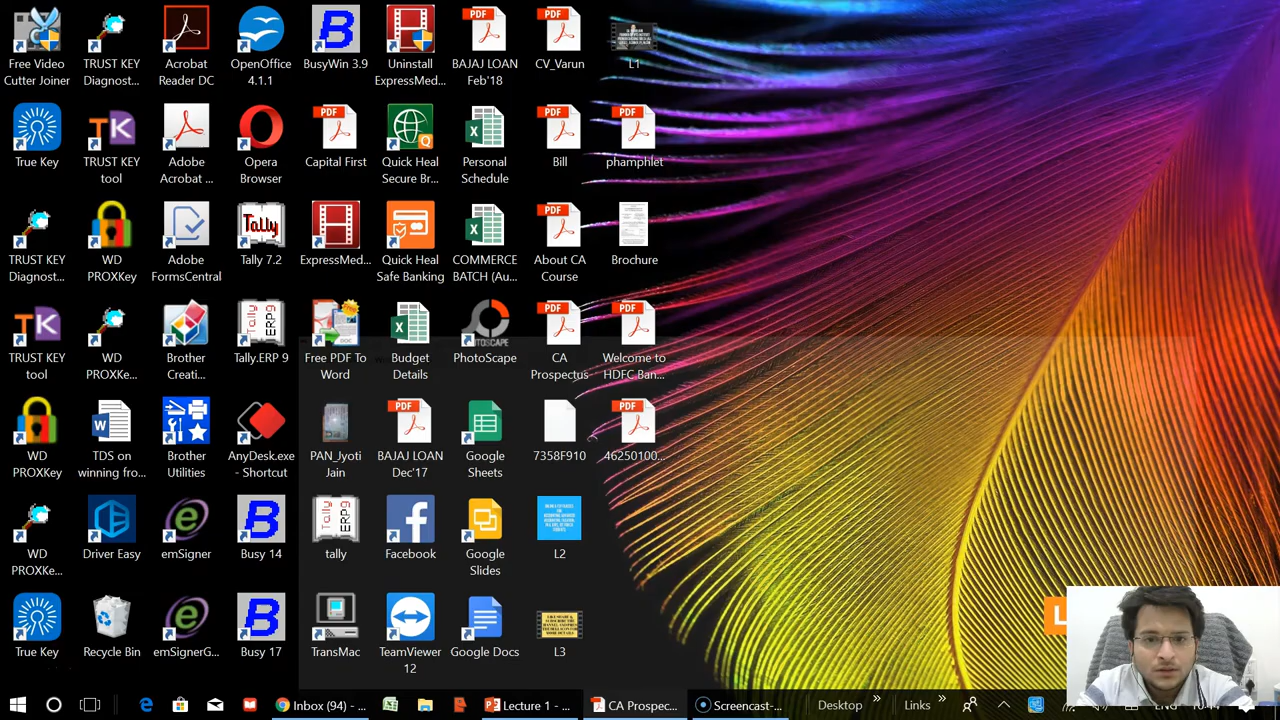 Free Video
Cutter Joiner
TRUST KEY
Diagnost...
Acrobat
Reader DC
OpenOffice
4.1.1
BusyWin 3.9
Uninstall
ExpressMed...
BAJAJ LOAN
Feb'18
CV_Varun
L1
True Key
TRUST KEY
tool
Adobe
Acrobat ...
Opera
Browser
Capital First
Quick Heal
Secure Br...
Personal
Schedule
Bill
phamphlet
TRUST KEY
Diagnost...
WD
PROXKey
Adobe
FormsCentral
Tally 7.2
ExpressMed...
Quick Heal
Safe Banking
COMMERCE
BATCH (Au...
About CA
Course
Brochure
TRUST KEY
tool
WD
PROXKe...
Brother
Creati...
Tally.ERP 9
Free PDF To
Word
Budget
Details
PhotoScape
CA
Prospectus
Welcome to
HDFC Ban...
WD
PROXKey
TDS on
winning fro...
Brother
Utilities
AnyDesk.exe
- Shortcut
PAN_Jyoti
Jain
BAJAJ LOAN
Dec'17
Google
Sheets
7358F910
46250100...
WD
PROXKe...
Driver Easy
emSigner
Busy 14
tally
Facebook
Google
Slides
L2
True Key
Recycle Bin
emSignerG...
Busy 17
TransMac
TeamViewer
12
Google Docs
L3
Inbox (94) - ...
Lecture 1 - ...
CA Prospec...
Screencast-...
Desktop
Links